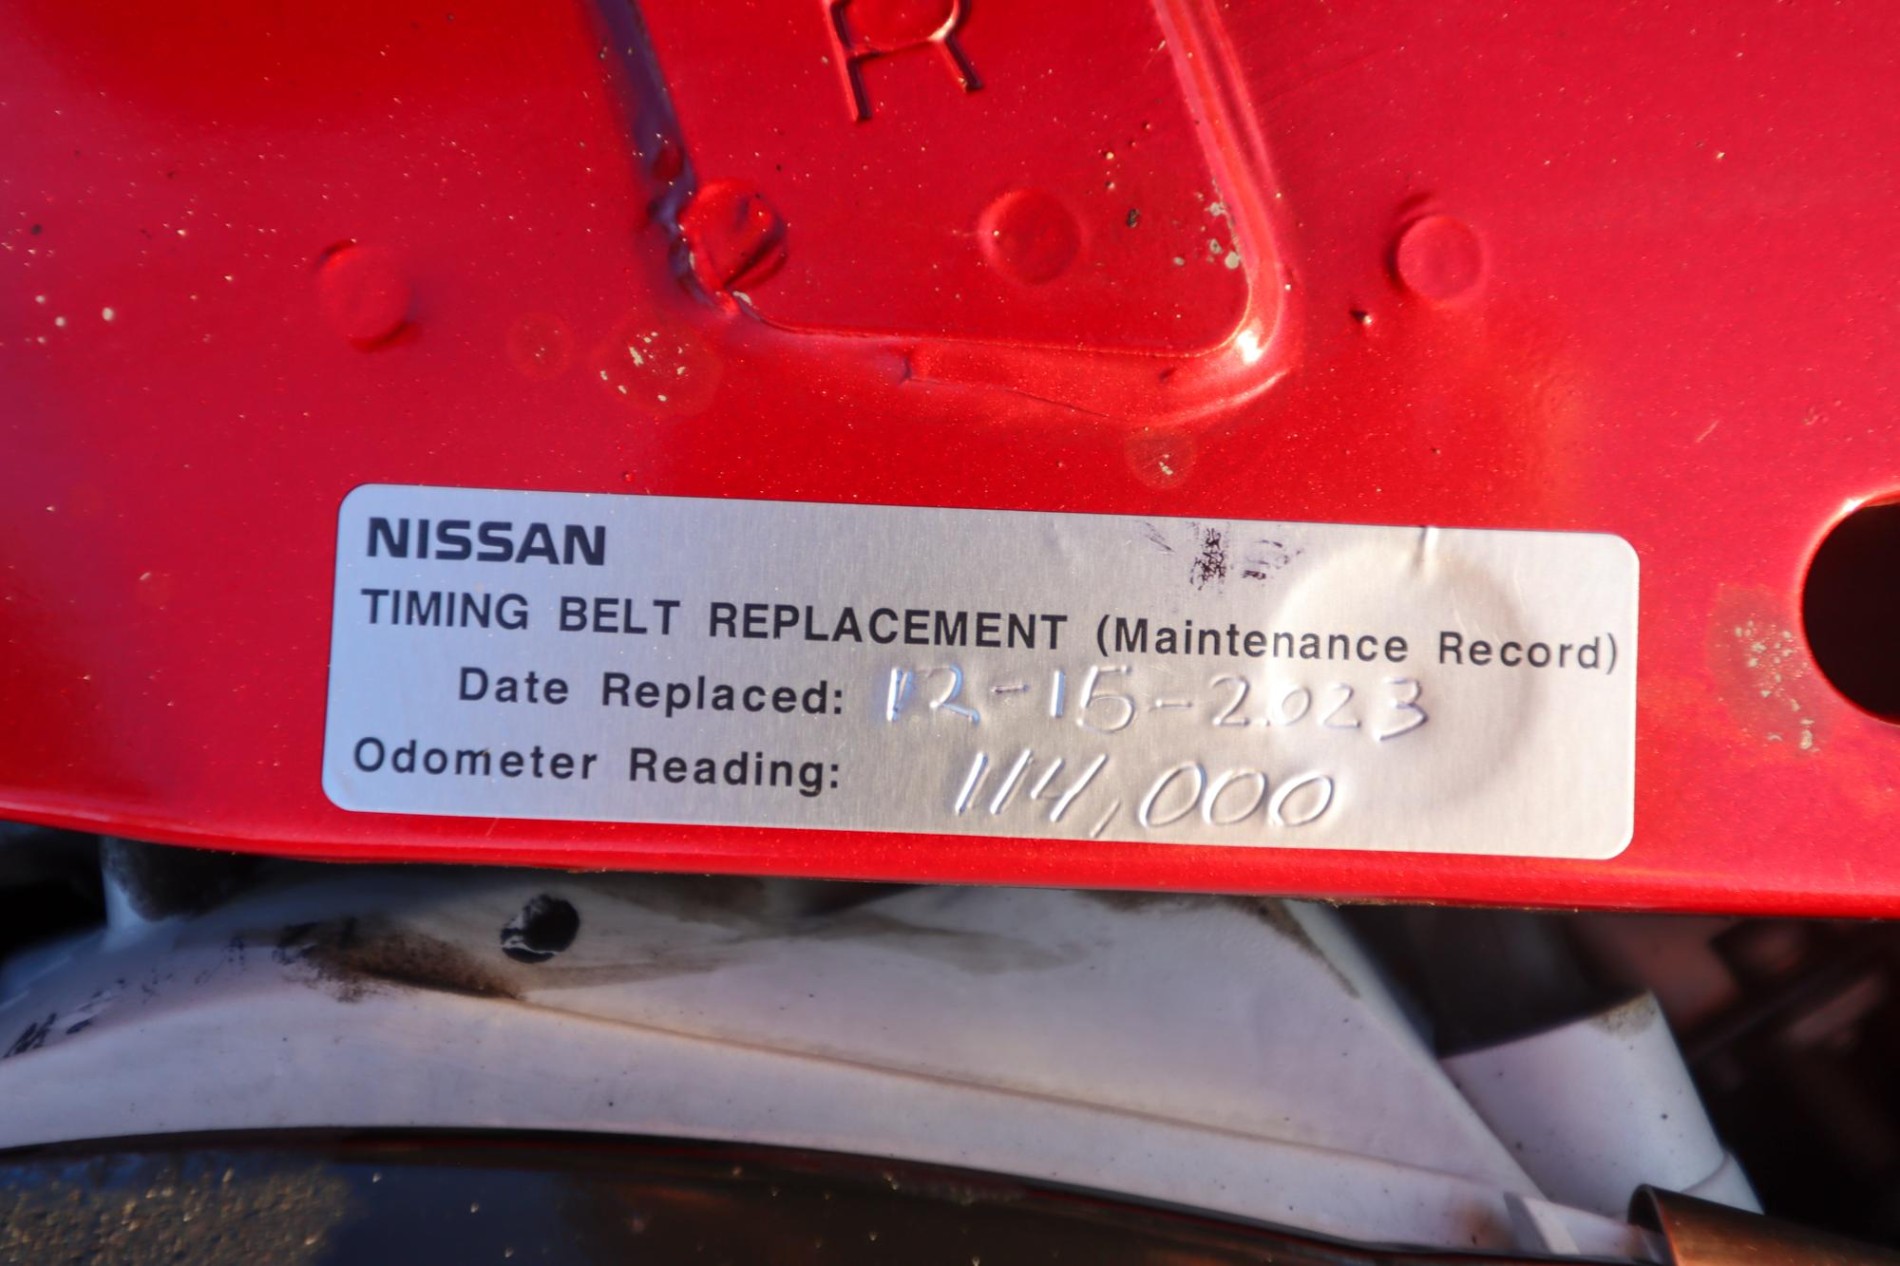 R
NISSAN
TIMING BELT REPLACEMENT (Maintenance Record)
Date Replaced: 12-15-2023
Odometer Reading: 114,000